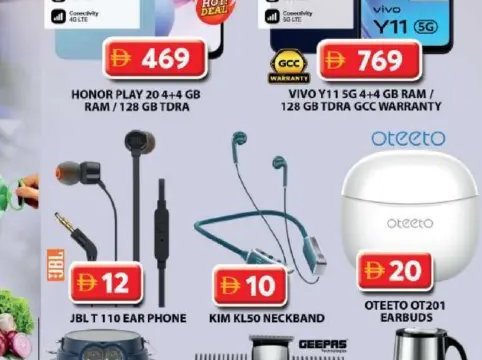 Conectivity
4G LTE
HOT
DEAL
469
HONOR PLAY 20 4+4 GB
RAM / 128 GB TDRA
Conectivity
5G LTE
vivo
Y11 5G
GCC
WARRANTY
769
VIVO Y11 5G 4+4 GB RAM /
128 GB TDRA GCC WARRANTY
JBL
12
JBL T 110 EAR PHONE
10
KIM KL50 NECKBAND
oteeto
oteeto
20
OTEETO OT201
EARBUDS
GEEPAS